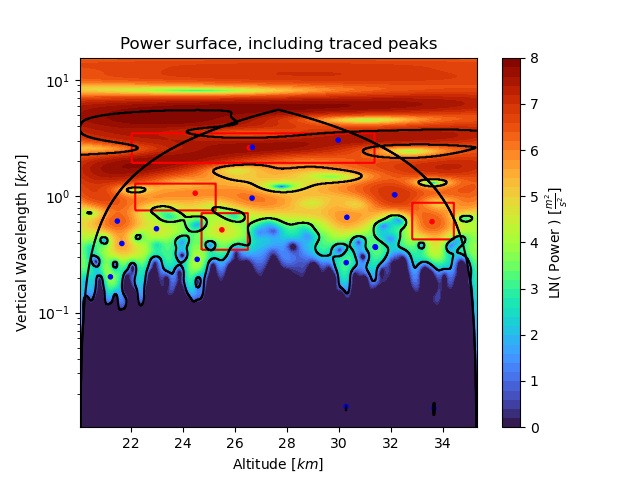 Power surface, including traced peaks
Vertical Wavelength [km]
10¹
10⁰
10⁻¹
22 24 26 28 30 32 34
Altitude [km]
8
7
6
5
4
3
2
1
0
LN( Power ) [m²/s²]